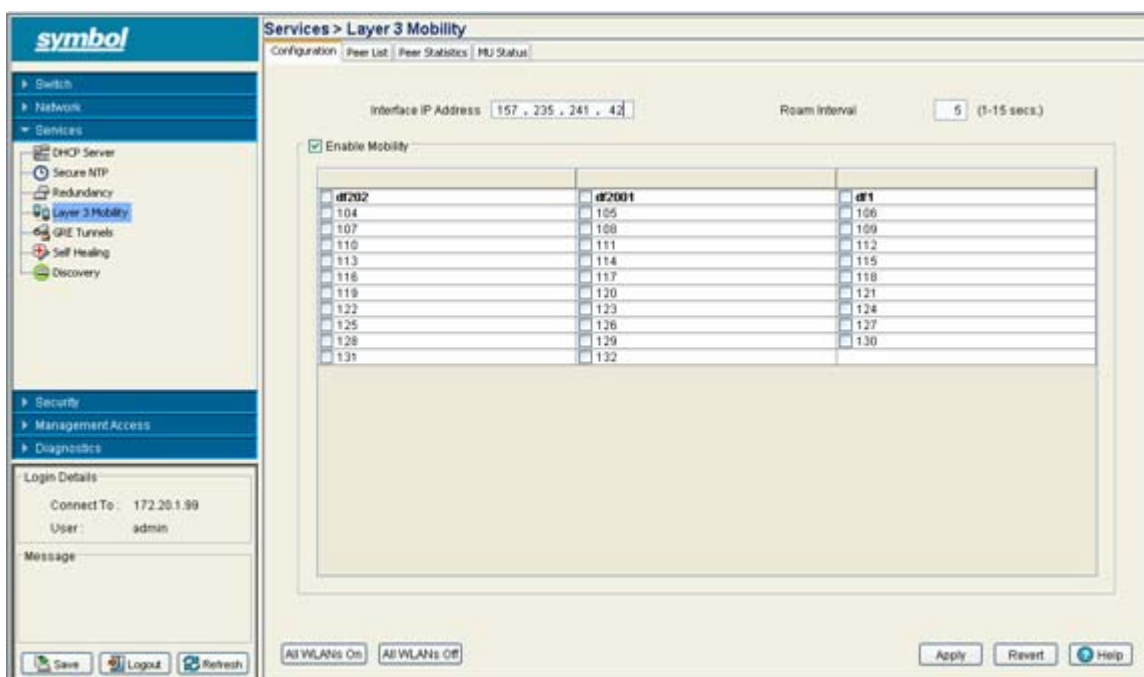 symbol
Switch
Network
Services
DHCP Server
Secure NTP
Redundancy
Layer 3 Mobility
GRE Tunnels
Self Healing
Discovery
Security
Management Access
Diagnostics
Login Details
Connect To : 172.20.1.99
User : admin
Message
Save Logout Refresh
Services > Layer 3 Mobility
Configuration Peer List Peer Statistics MU Status
Interface IP Address 157 . 235 . 241 . 42 Roam Interval 5 (1-15 secs.)
Enable Mobility
df202 df2001 df1
104 105 106
107 108 109
110 111 112
113 114 115
116 117 118
119 120 121
122 123 124
125 126 127
128 129 130
131 132
All WLANs On All WLANs Off Apply Revert Help